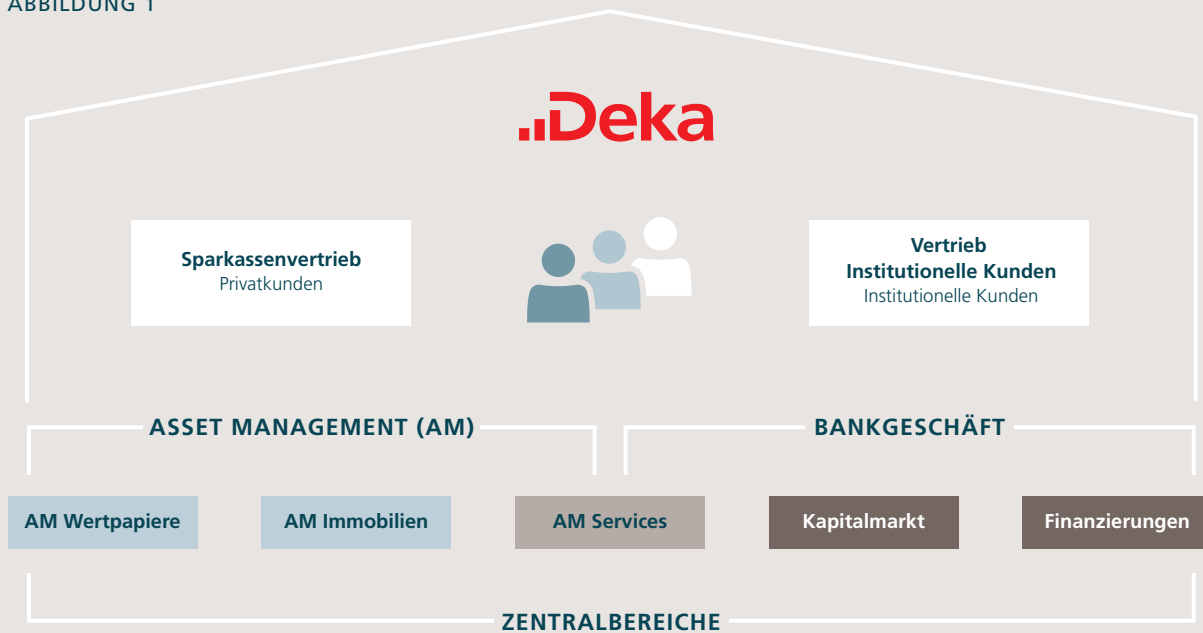 ABBILDUNG 1
Deka
Sparkassenvertrieb
Privatkunden
Vertrieb
Institutionelle Kunden
Institutionelle Kunden
ASSET MANAGEMENT (AM)
BANKGESCHÄFT
AM Wertpapiere
AM Immobilien
AM Services
Kapitalmarkt
Finanzierungen
ZENTRALBEREICHE